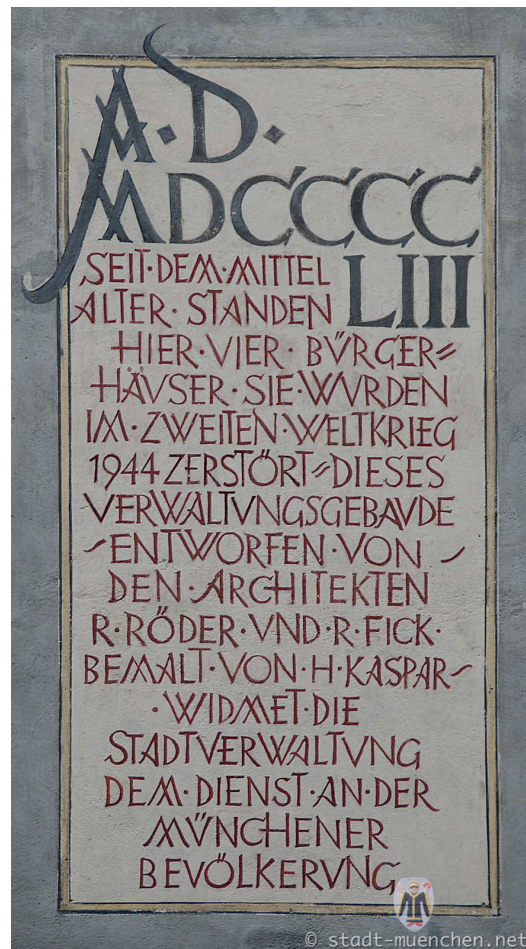 A·D·
MDCCCC
LIII
SEIT·DEM·MITTEL
ALTER·STANDEN
HIER·VIER·BÜRGER=
HÄVSER·SIE·WVRDEN
IM·ZWEITEN·WELTKRIEG
1944 ZERSTÖRT=DIESES
VERWALTVNGSGEBAVDE
~ENTWORFEN·VON~
DEN·ARCHITEKTEN
R·RÖDER·VND·R·FICK·
BEMALT·VON·H·KASPAR~
·WIDMET·DIE
STADTVERWALTVNG
DEM·DIENST·AN·DER
MÜNCHENER
BEVÖLKERVNG
© stadt-muenchen.net